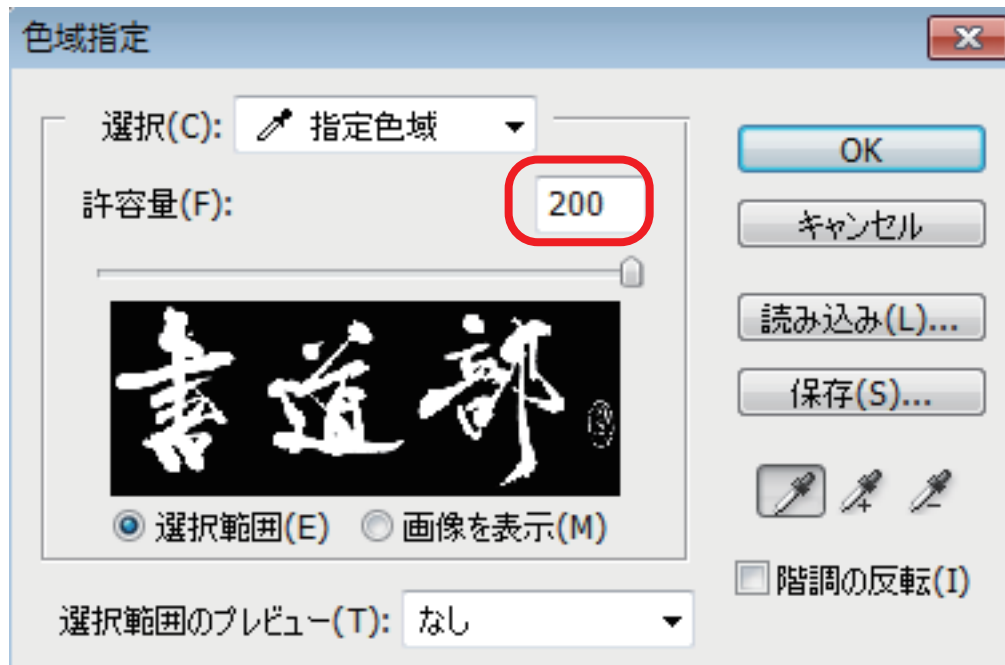 色域指定
選択(C): 指定色域
OK
許容量(F): 200
キャンセル
読み込み(L)...
書道部
保存(S)...
選択範囲(E) 画像を表示(M)
階調の反転(I)
選択範囲のプレビュー(T): なし